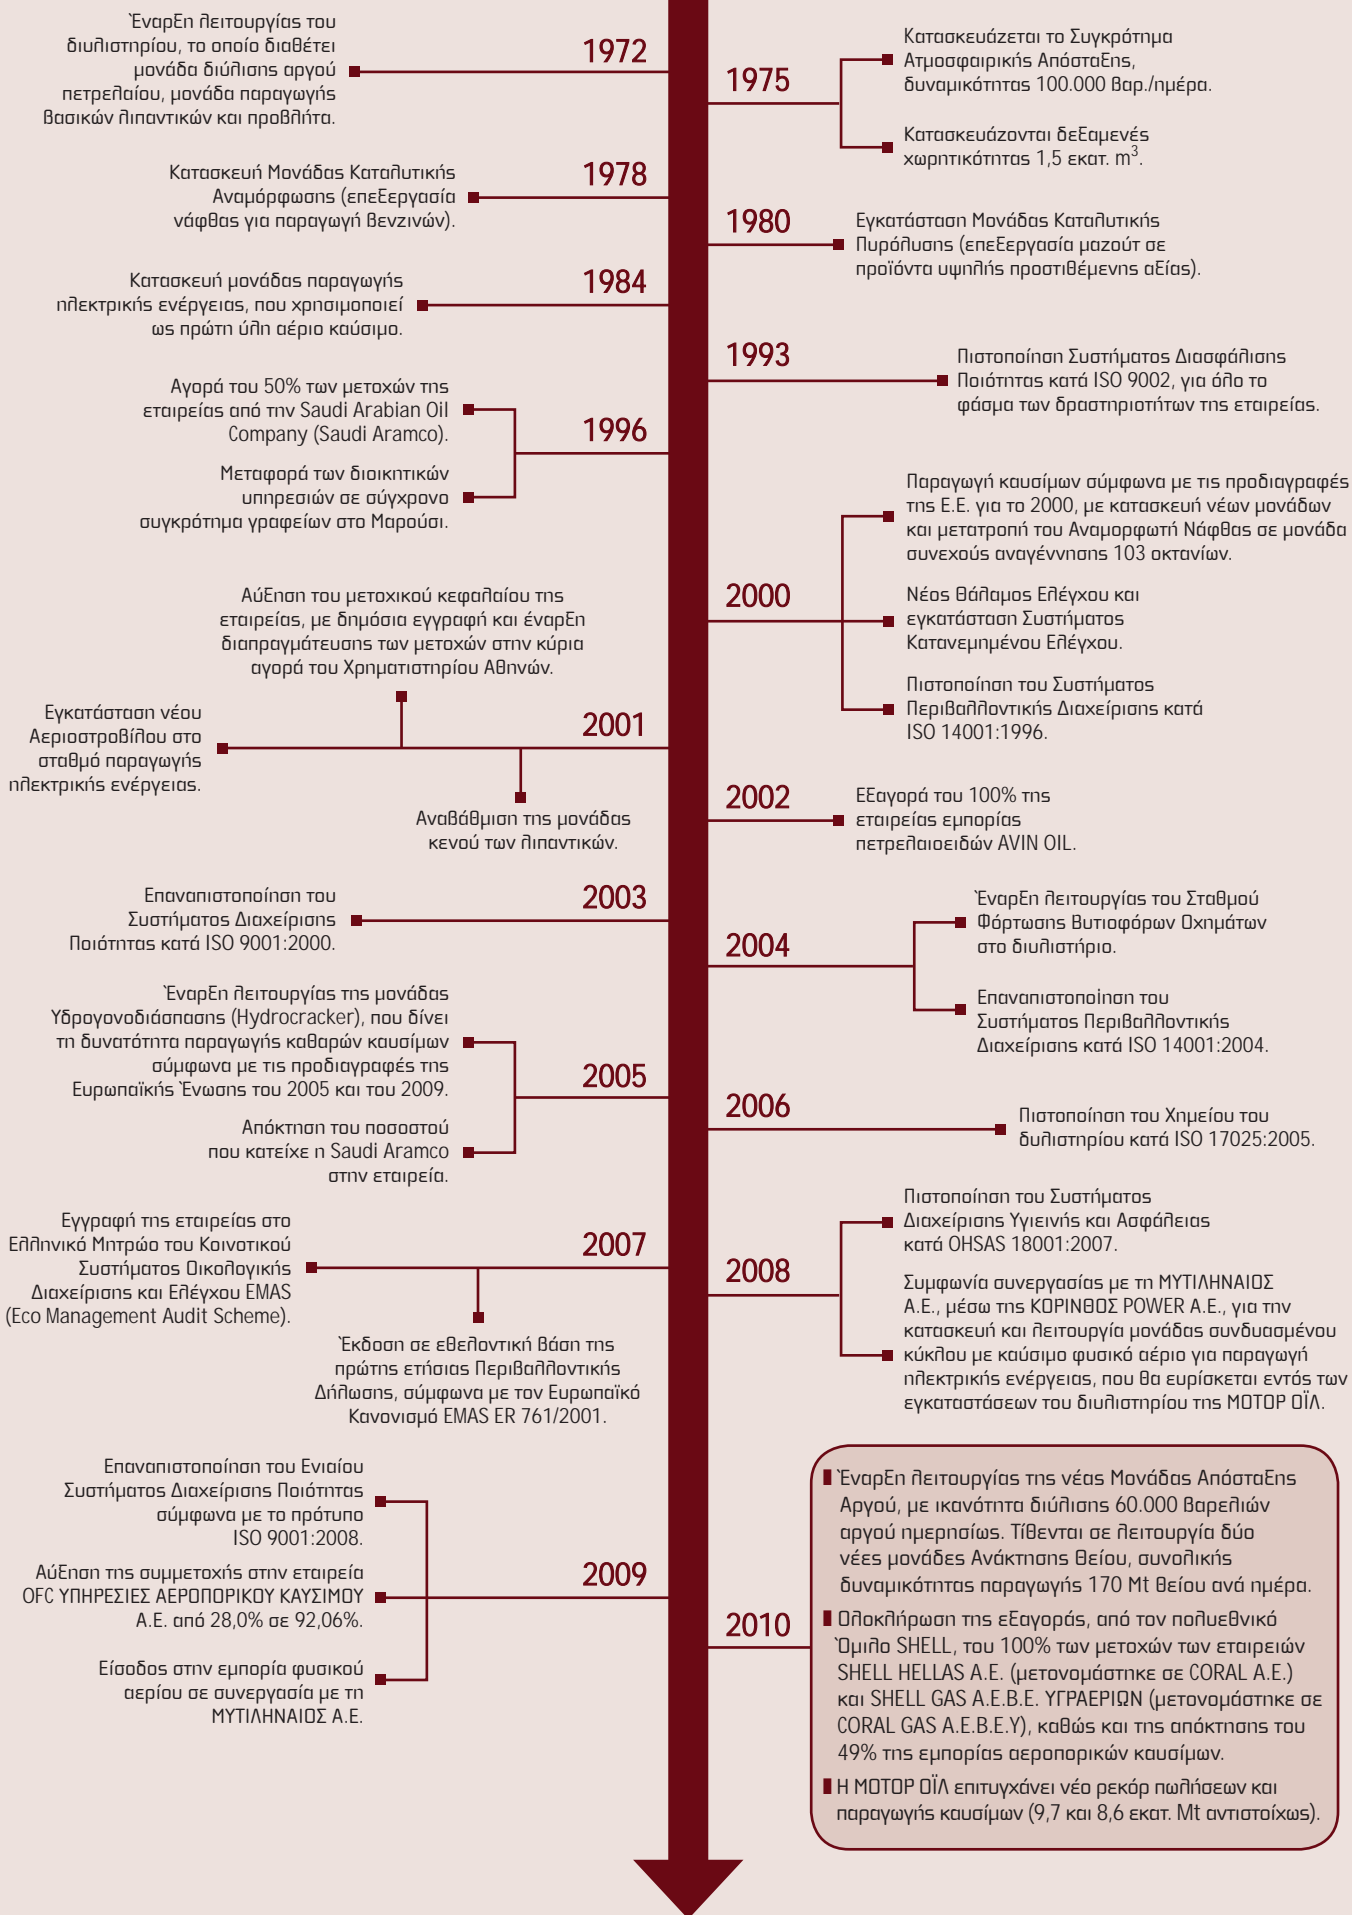 1972
Έναρξη λειτουργίας του
διυλιστηρίου, το οποίο διαθέτει
μονάδα διύλισης αργού
πετρελαίου, μονάδα παραγωγής
βασικών λιπαντικών και προβλήτα.
1975
Κατασκευάζεται το Συγκρότημα
Ατμοσφαιρικής Απόσταξης,
δυναμικότητας 100.000 βαρ./ημέρα.
Κατασκευάζονται δεξαμενές
χωρητικότητας 1,5 εκατ. m³.
1978
Κατασκευή Μονάδας Καταλυτικής
Αναμόρφωσης (επεξεργασία
νάφθας για παραγωγή βενζινών).
1980
Εγκατάσταση Μονάδας Καταλυτικής
Πυρόλυσης (επεξεργασία μαζούτ σε
προϊόντα υψηλής προστιθέμενης αξίας).
1984
Κατασκευή μονάδας παραγωγής
ηλεκτρικής ενέργειας, που χρησιμοποιεί
ως πρώτη ύλη αέριο καύσιμο.
1993
Πιστοποίηση Συστήματος Διασφάλισης
Ποιότητας κατά ISO 9002, για όλο το
φάσμα των δραστηριοτήτων της εταιρείας.
1996
Αγορά του 50% των μετοχών της
εταιρείας από την Saudi Arabian Oil
Company (Saudi Aramco).
Μεταφορά των διοικητικών
υπηρεσιών σε σύγχρονο
συγκρότημα γραφείων στο Μαρούσι.
2000
Παραγωγή καυσίμων σύμφωνα με τις προδιαγραφές
της Ε.Ε. για το 2000, με κατασκευή νέων μονάδων
και μετατροπή του Αναμορφωτή Νάφθας σε μονάδα
συνεχούς αναγέννησης 103 οκτανίων.
Νέος Θάλαμος Ελέγχου και
εγκατάσταση Συστήματος
Κατανεμημένου Ελέγχου.
Πιστοποίηση του Συστήματος
Περιβαλλοντικής Διαχείρισης κατά
ISO 14001:1996.
2001
Αύξηση του μετοχικού κεφαλαίου της
εταιρείας, με δημόσια εγγραφή και έναρξη
διαπραγμάτευσης των μετοχών στην κύρια
αγορά του Χρηματιστηρίου Αθηνών.
Εγκατάσταση νέου
Αεριοστροβίλου στο
σταθμό παραγωγής
ηλεκτρικής ενέργειας.
Αναβάθμιση της μονάδας
κενού των λιπαντικών.
2002
Εξαγορά του 100% της
εταιρείας εμπορίας
πετρελαιοειδών AVIN OIL.
2003
Επαναπιστοποίηση του
Συστήματος Διαχείρισης
Ποιότητας κατά ISO 9001:2000.
2004
Έναρξη λειτουργίας του Σταθμού
Φόρτωσης Βυτιοφόρων Οχημάτων
στο διυλιστήριο.
Επαναπιστοποίηση του
Συστήματος Περιβαλλοντικής
Διαχείρισης κατά ISO 14001:2004.
2005
Έναρξη λειτουργίας της μονάδας
Υδρογονοδιάσπασης (Hydrocracker), που δίνει
τη δυνατότητα παραγωγής καθαρών καυσίμων
σύμφωνα με τις προδιαγραφές της
Ευρωπαϊκής Ένωσης του 2005 και του 2009.
Απόκτηση του ποσοστού
που κατείχε η Saudi Aramco
στην εταιρεία.
2006
Πιστοποίηση του Χημείου του
δυλιστηρίου κατά ISO 17025:2005.
2007
Εγγραφή της εταιρείας στο
Ελληνικό Μητρώο του Κοινοτικού
Συστήματος Οικολογικής
Διαχείρισης και Ελέγχου EMAS
(Eco Management Audit Scheme).
Έκδοση σε εθελοντική βάση της
πρώτης ετήσιας Περιβαλλοντικής
Δήλωσης, σύμφωνα με τον Ευρωπαϊκό
Κανονισμό EMAS ER 761/2001.
2008
Πιστοποίηση του Συστήματος
Διαχείρισης Υγιεινής και Ασφάλειας
κατά OHSAS 18001:2007.
Συμφωνία συνεργασίας με τη ΜΥΤΙΛΗΝΑΙΟΣ
Α.Ε., μέσω της ΚΟΡΙΝΘΟΣ POWER Α.Ε., για την
κατασκευή και λειτουργία μονάδας συνδυασμένου
κύκλου με καύσιμο φυσικό αέριο για παραγωγή
ηλεκτρικής ενέργειας, που θα ευρίσκεται εντός των
εγκαταστάσεων του διυλιστηρίου της ΜΟΤΟΡ ΟΪΛ.
2009
Επαναπιστοποίηση του Ενιαίου
Συστήματος Διαχείρισης Ποιότητας
σύμφωνα με το πρότυπο
ISO 9001:2008.
Αύξηση της συμμετοχής στην εταιρεία
OFC ΥΠΗΡΕΣΙΕΣ ΑΕΡΟΠΟΡΙΚΟΥ ΚΑΥΣΙΜΟΥ
Α.Ε. από 28,0% σε 92,06%.
Είσοδος στην εμπορία φυσικού
αερίου σε συνεργασία με τη
ΜΥΤΙΛΗΝΑΙΟΣ Α.Ε.
2010
Έναρξη λειτουργίας της νέας Μονάδας Απόσταξης
Αργού, με ικανότητα διύλισης 60.000 βαρελιών
αργού ημερησίως. Τίθενται σε λειτουργία δύο
νέες μονάδες Ανάκτησης Θείου, συνολικής
δυναμικότητας παραγωγής 170 Mt θείου ανά ημέρα.
Ολοκλήρωση της εξαγοράς, από τον πολυεθνικό
Όμιλο SHELL, του 100% των μετοχών των εταιρειών
SHELL HELLAS Α.Ε. (μετονομάστηκε σε CORAL Α.Ε.)
και SHELL GAS Α.Ε.Β.Ε. ΥΓΡΑΕΡΙΩΝ (μετονομάστηκε σε
CORAL GAS Α.Ε.Β.Ε.Υ), καθώς και της απόκτησης του
49% της εμπορίας αεροπορικών καυσίμων.
Η ΜΟΤΟΡ ΟΪΛ επιτυγχάνει νέο ρεκόρ πωλήσεων και
παραγωγής καυσίμων (9,7 και 8,6 εκατ. Mt αντιστοίχως).